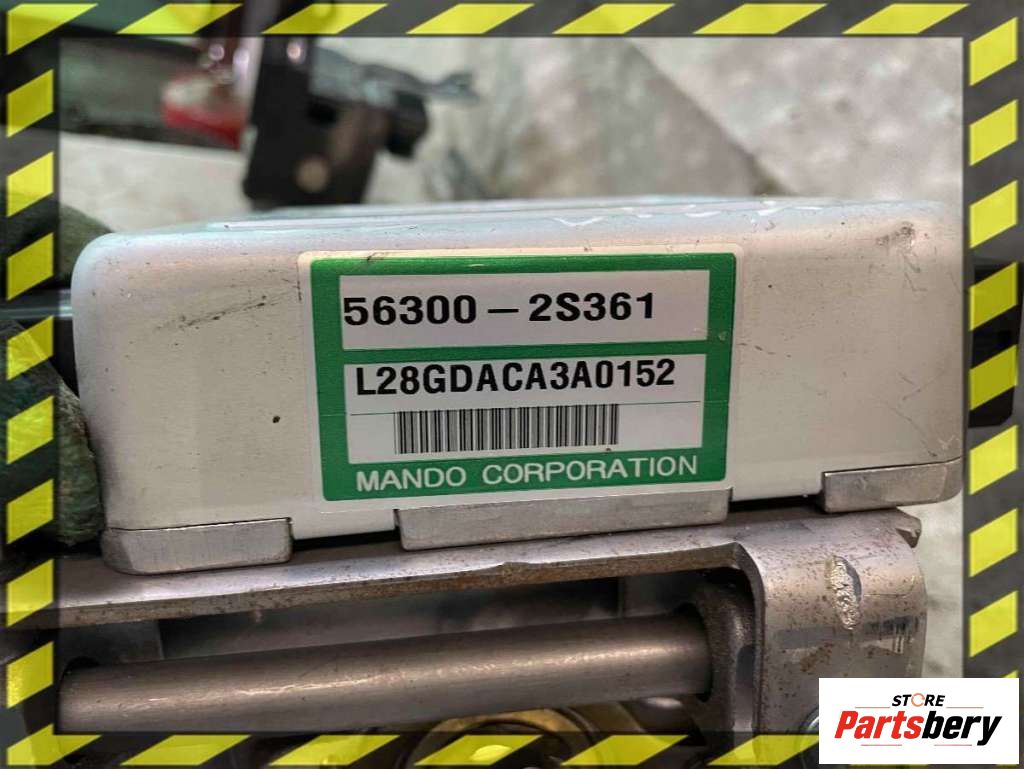 56300-2S361
L28GDACA3A0152
MANDO CORPORATION
STORE
Partsbery